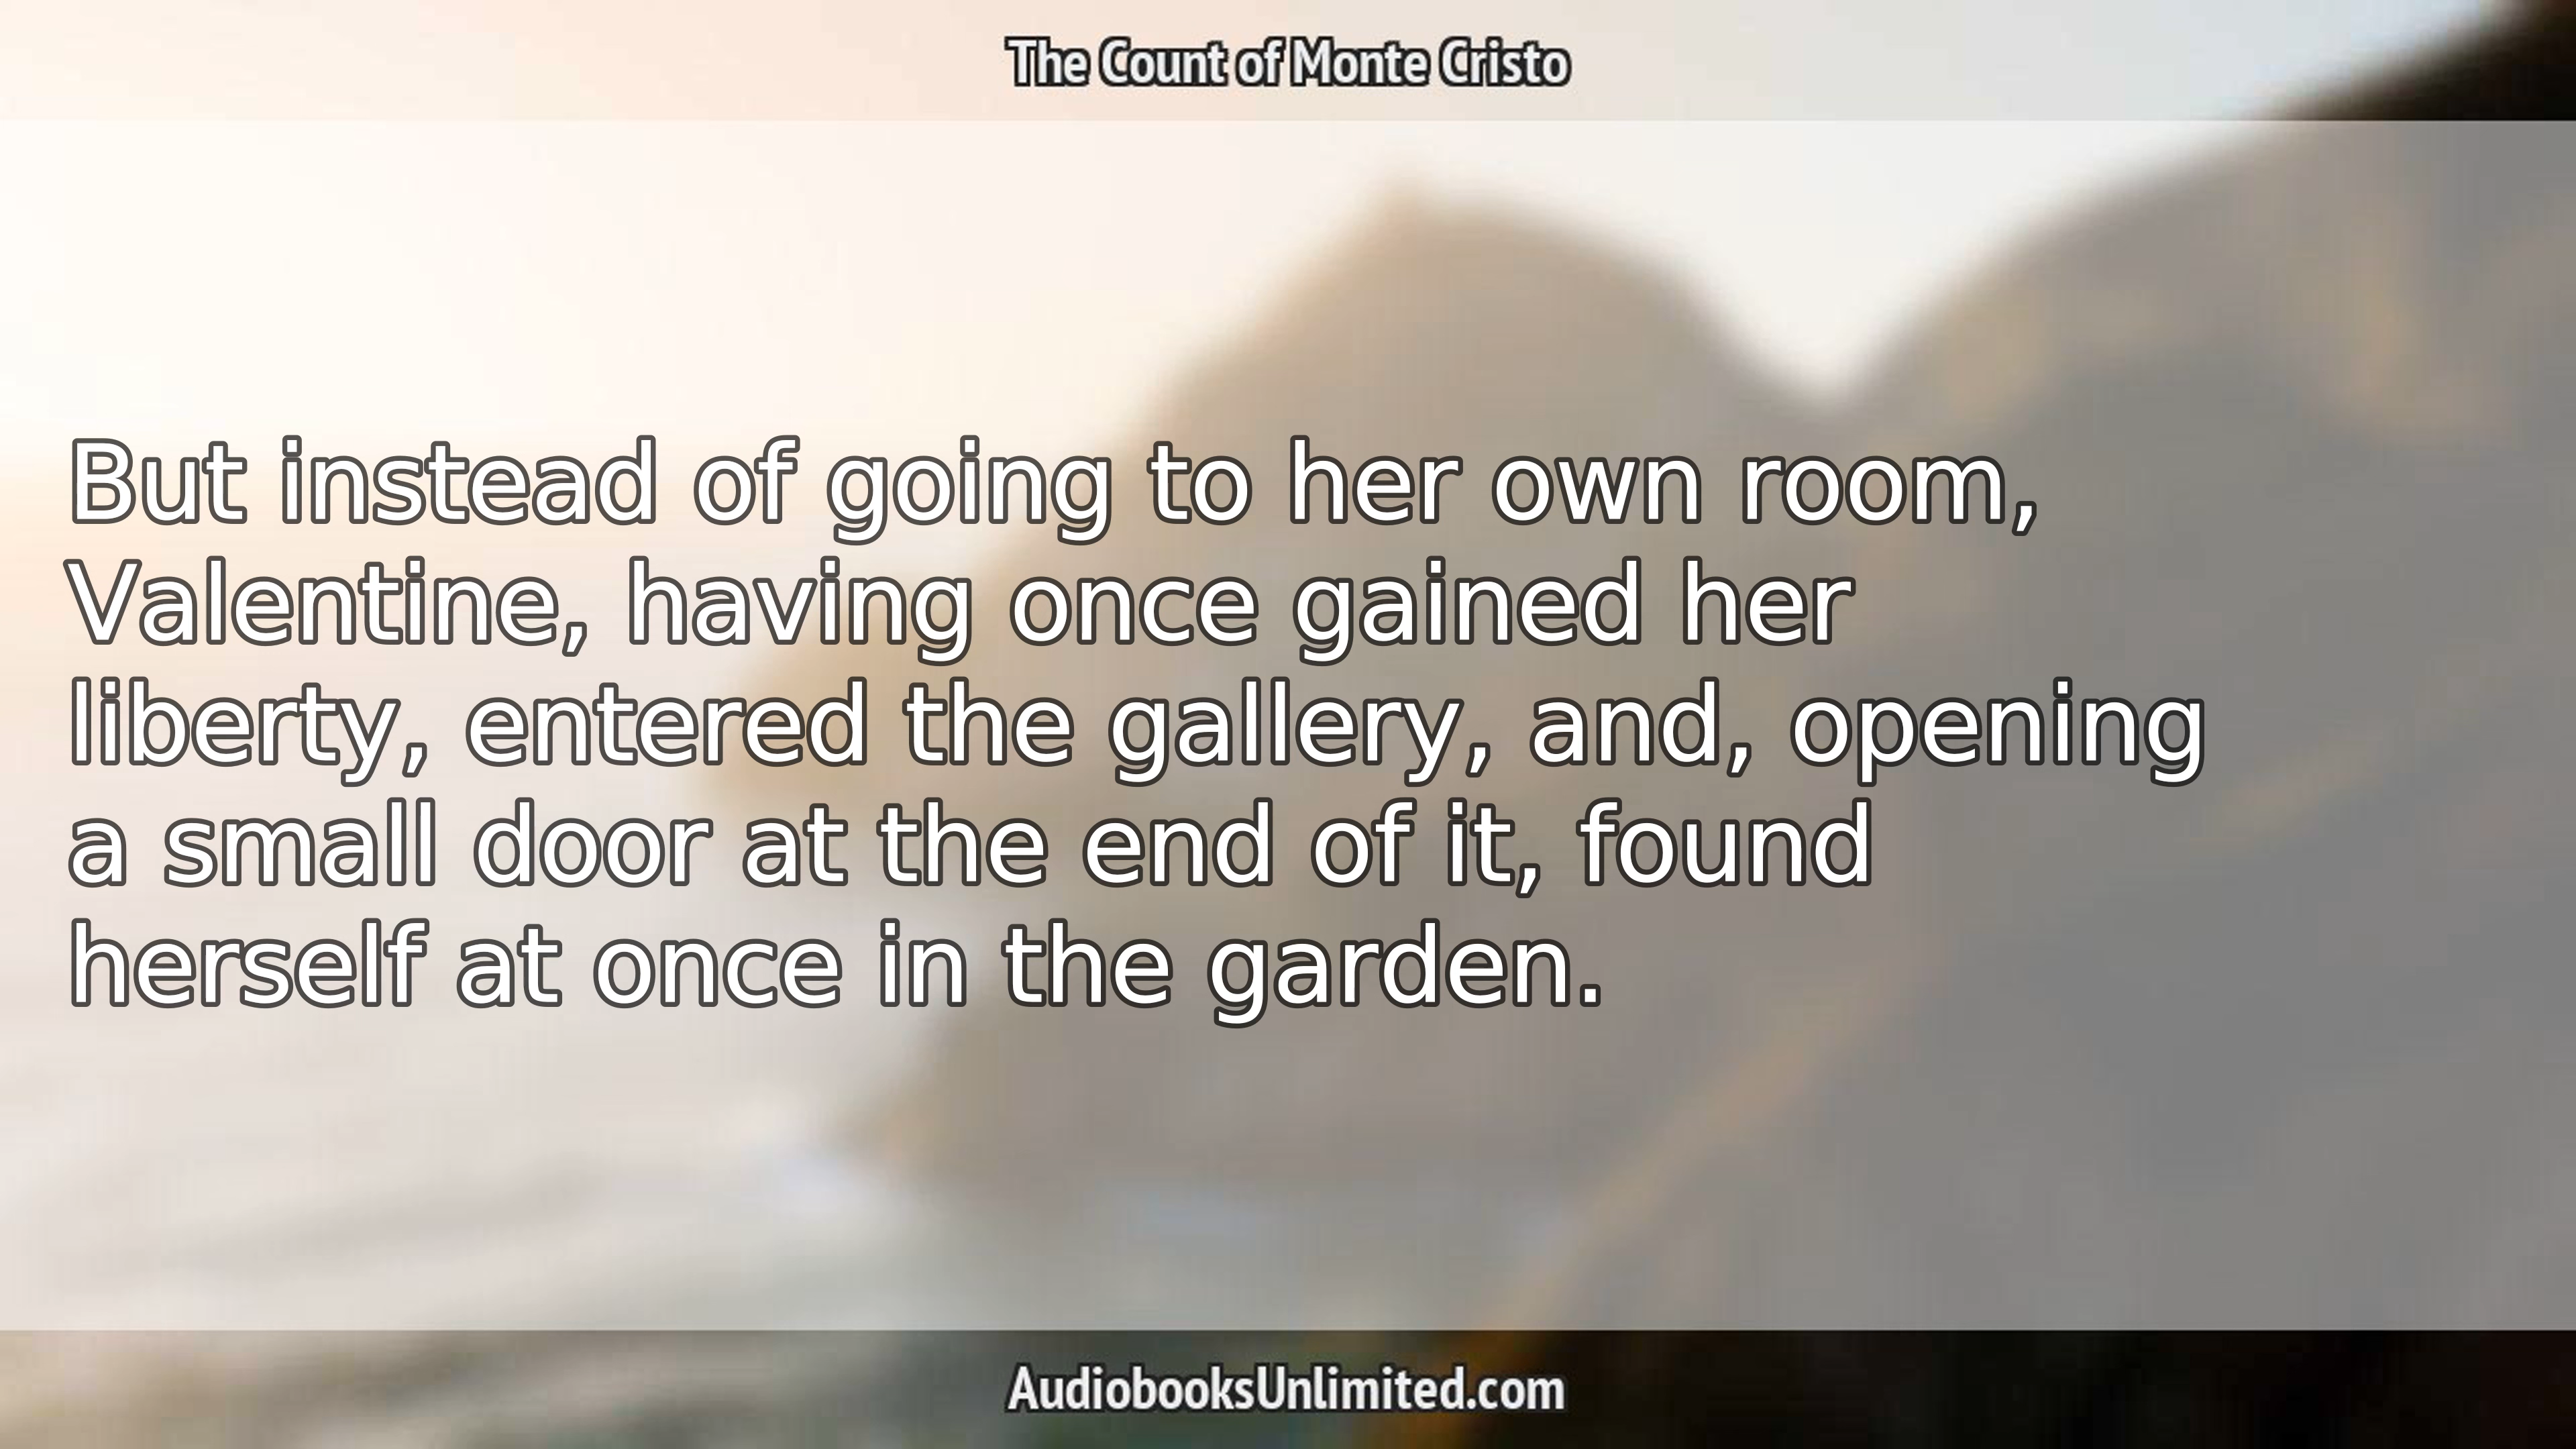 The Count of Monte Cristo
But instead of going to her own room,
Valentine, having once gained her
liberty, entered the gallery, and, opening
a small door at the end of it, found
herself at once in the garden.
AudiobooksUnlimited.com